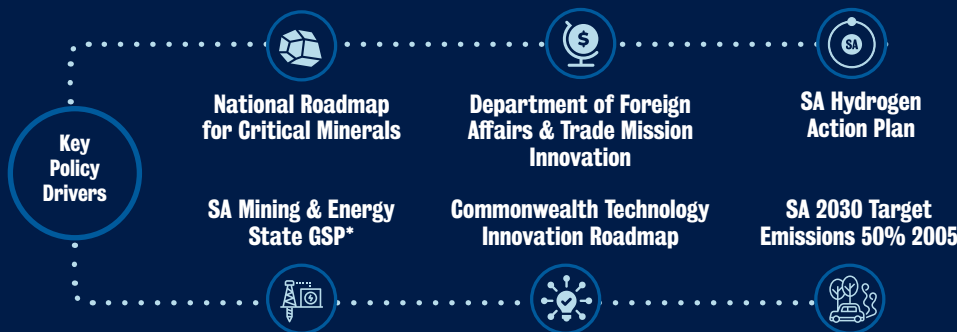 Key
Policy
Drivers
$
SA
National Roadmap
for Critical Minerals
Department of Foreign
Affairs & Trade Mission
Innovation
SA Hydrogen
Action Plan
SA Mining & Energy
State GSP*
Commonwealth Technology
Innovation Roadmap
SA 2030 Target
Emissions 50% 2005